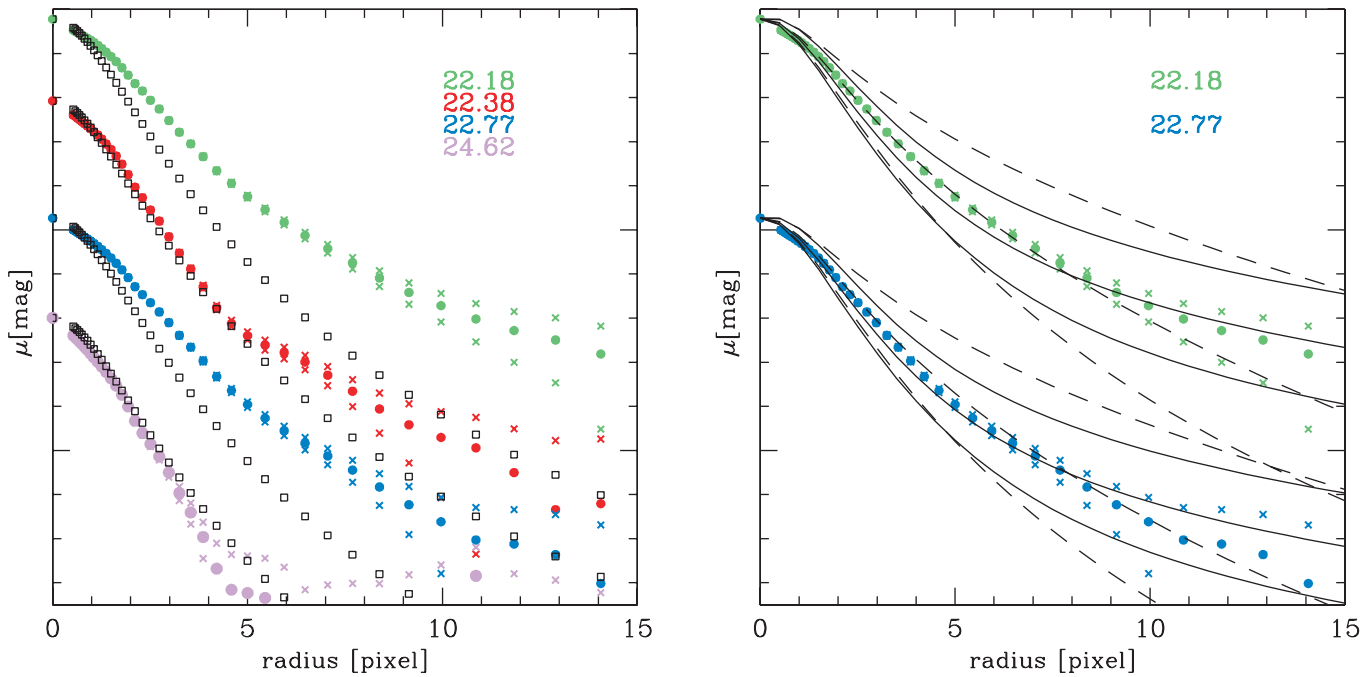 μ[mag]
22.18
22.38
22.77
24.62
0 5 10 15
radius [pixel]
μ[mag]
22.18
22.77
0 5 10 15
radius [pixel]